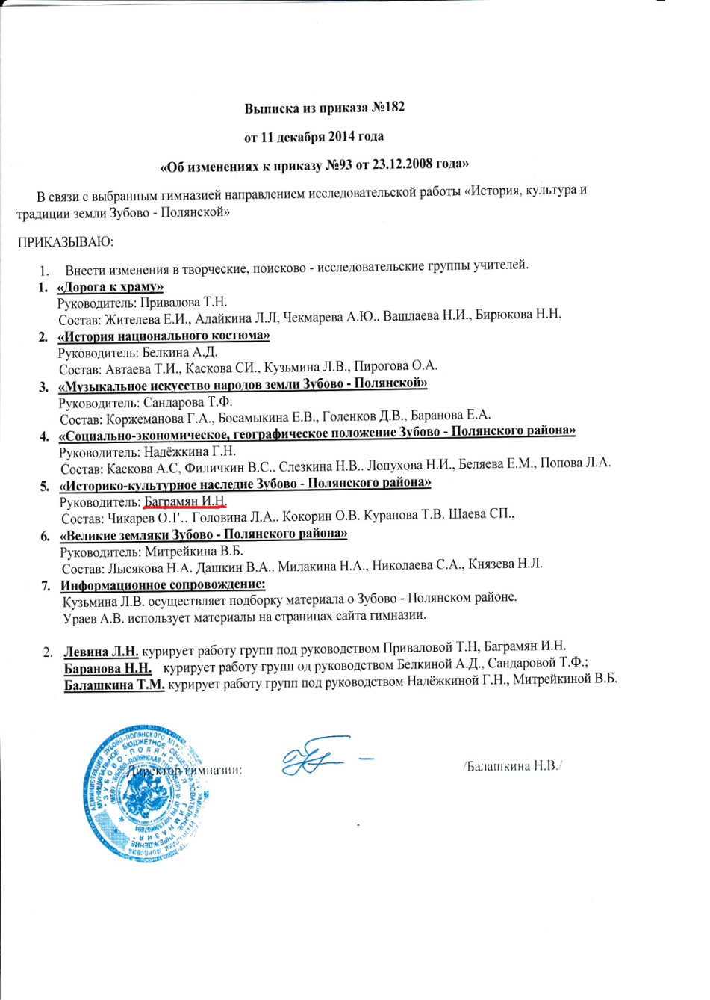 Выписка из приказа №182
от 11 декабря 2014 года
«Об изменениях к приказу №93 от 23.12.2008 года»
В связи с выбранным гимназией направлением исследовательской работы «История, культура и
традиции земли Зубово - Полянской»
ПРИКАЗЫВАЮ:
1. Внести изменения в творческие, поисково - исследовательские группы учителей.
1. «Дорога к храму»
Руководитель: Привалова Т.Н.
Состав: Жителева Е.И., Адайкина Л.Л, Чекмарева А.Ю.. Вашлаева Н.И., Бирюкова Н.Н.
2. «История национального костюма»
Руководитель: Белкина А.Д.
Состав: Автаева Т.И., Каскова СИ., Кузьмина Л.В., Пирогова О.А.
3. «Музыкальное искусство народов земли Зубово - Полянской»
Руководитель: Сандарова Т.Ф.
Состав: Коржеманова Г.А., Босамыкина Е.В., Голенков Д.В., Баранова Е.А.
4. «Социально-экономическое, географическое положение Зубово - Полянского района»
Руководитель: Надёжкина Г.Н.
Состав: Каскова А.С, Филичкин В.С.. Слезкина Н.В.. Лопухова Н.И., Беляева Е.М., Попова Л.А.
5. «Историко-культурное наследие Зубово - Полянского района»
Руководитель: Баграмян И.Н.
Состав: Чикарев О.I'.. Головина Л.А.. Кокорин О.В. Куранова Т.В. Шаева СП.,
6. «Великие земляки Зубово - Полянского района»
Руководитель: Митрейкина В.Б.
Состав: Лысякова Н.А. Дашкин В.А.. Милакина Н.А., Николаева С.А., Князева Н.Л.
7. Информационное сопровождение:
Кузьмина Л.В. осуществляет подборку материала о Зубово - Полянском районе.
Ураев А.В. использует материалы на страницах сайта гимназии.
2. Левина Л.Н. курирует работу групп под руководством Приваловой Т.Н, Баграмян И.Н.
Баранова Н.Н. курирует работу групп од руководством Белкиной А.Д., Сандаровой Т.Ф.;
Балашкина Т.М. курирует работу групп под руководством Надёжкиной Г.Н., Митрейкиной В.Б.
Директор гимназии: /Балашкина Н.В./